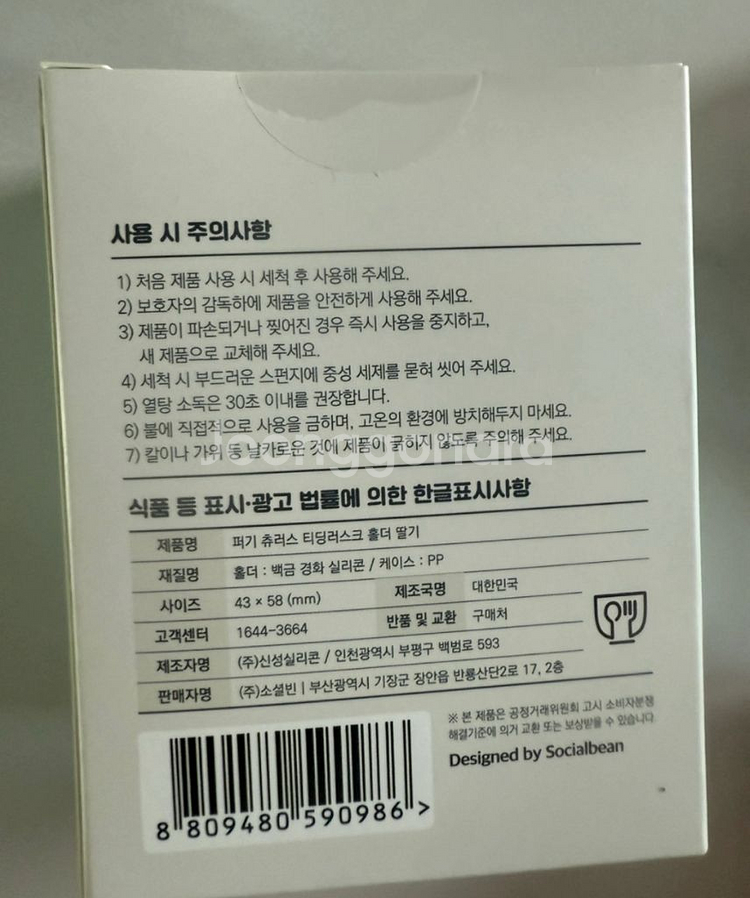 사용 시 주의사항
1) 처음 제품 사용 시 세척 후 사용해 주세요.
2) 보호자의 감독하에 제품을 안전하게 사용해 주세요.
3) 제품이 파손되거나 찢어진 경우 즉시 사용을 중지하고,
새 제품으로 교체해 주세요.
4) 세척 시 부드러운 스펀지에 중성 세제를 묻혀 씻어 주세요.
5) 열탕 소독은 30초 이내를 권장합니다.
6) 불에 직접적으로 사용을 금하며, 고온의 환경에 방치해두지 마세요.
7) 칼이나 가위 등 날카로운 것에 제품이 긁히지 않도록 주의해 주세요.
Joonggonara
식품 등 표시·광고 법률에 의한 한글표시사항
제품명 퍼기 츄러스 티딩러스크 홀더 딸기
재질명 홀더 : 백금 경화 실리콘 / 케이스 : PP
사이즈 43 × 58 (mm) 제조국명 대한민국
고객센터 1644-3664 반품 및 교환 구매처
제조자명 (주)신성실리콘 / 인천광역시 부평구 백범로 593
판매자명 (주)소셜빈 | 부산광역시 기장군 장안읍 반룡산단2로 17, 2층
※ 본 제품은 공정거래위원회 고시 소비자분쟁
해결기준에 의거 교환 또는 보상받을 수 있습니다
Designed by Socialbean
8 809480 590986 >